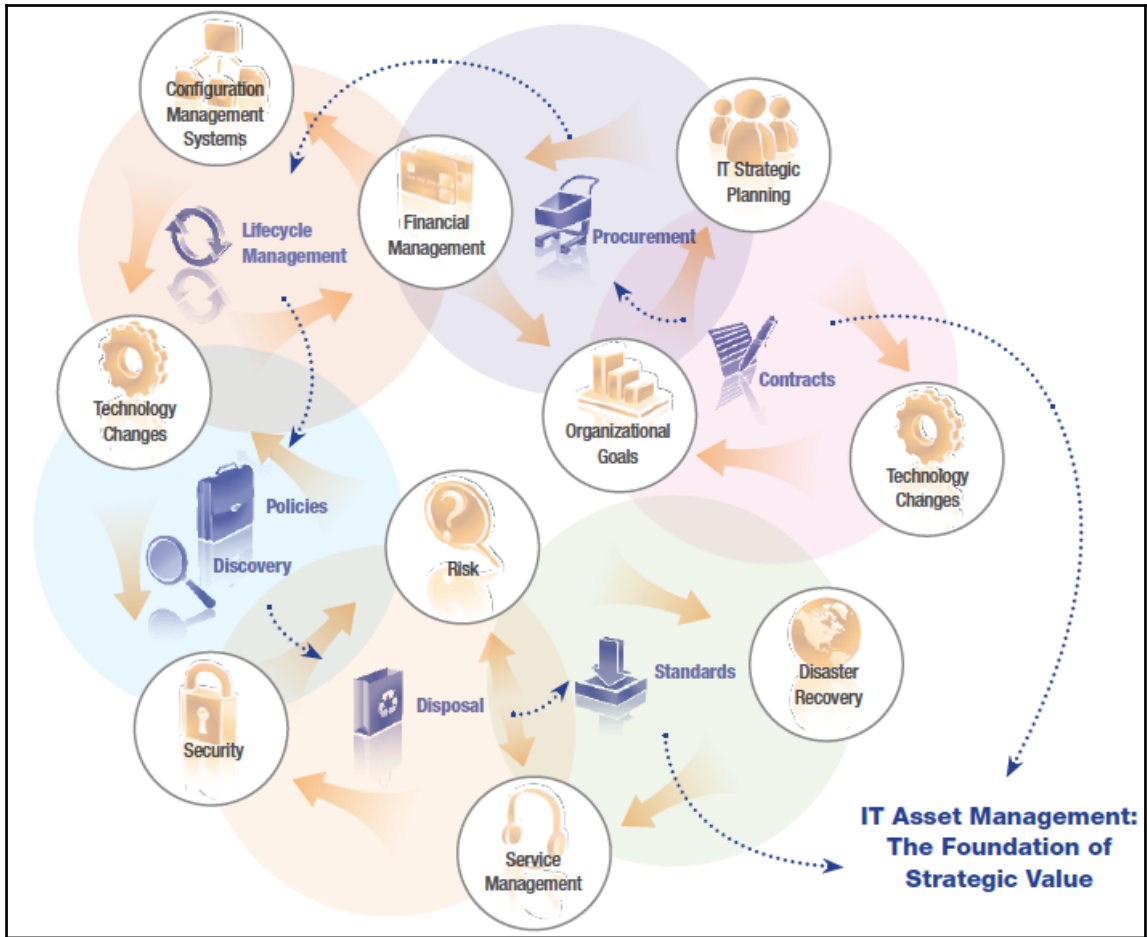 Configuration
Management
Systems
IT Strategic
Planning
Financial
Management
Lifecycle
Management
Procurement
Technology
Changes
Contracts
Organizational
Goals
Technology
Changes
Policies
Discovery
Risk
Security
Disposal
Standards
Disaster
Recovery
Service
Management
IT Asset Management:
The Foundation of
Strategic Value